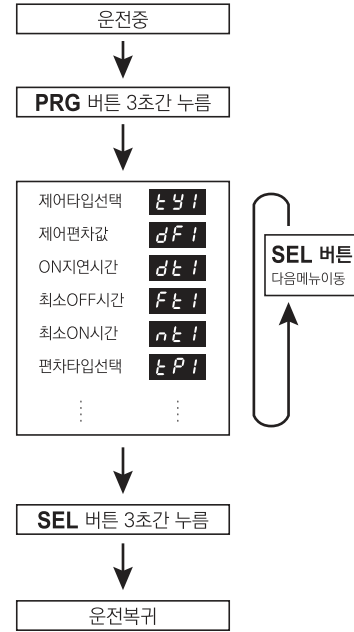 운전중
PRG 버튼 3초간 누름
제어타입선택 tY1
제어편차값 dF1
ON지연시간 dt1
최소OFF시간 Ft1
최소ON시간 nt1
편차타입선택 tP1
SEL 버튼
다음메뉴이동
SEL 버튼 3초간 누름
운전복귀